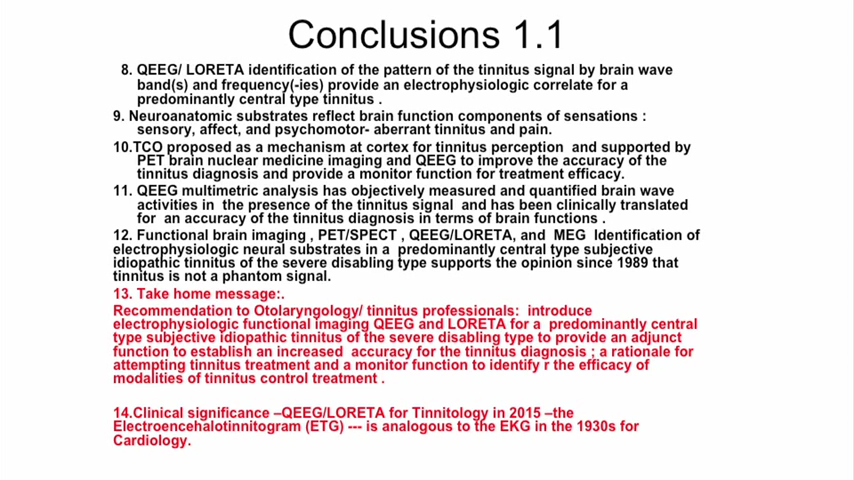 Conclusions 1.1
8. QEEG/ LORETA identification of the pattern of the tinnitus signal by brain wave
band(s) and frequency(-ies) provide an electrophysiologic correlate for a
predominantly central type tinnitus .
9. Neuroanatomic substrates reflect brain function components of sensations :
sensory, affect, and psychomotor- aberrant tinnitus and pain.
10.TCO proposed as a mechanism at cortex for tinnitus perception and supported by
PET brain nuclear medicine imaging and QEEG to improve the accuracy of the
tinnitus diagnosis and provide a monitor function for treatment efficacy.
11. QEEG multimetric analysis has objectively measured and quantified brain wave
activities in the presence of the tinnitus signal and has been clinically translated
for an accuracy of the tinnitus diagnosis in terms of brain functions .
12. Functional brain imaging , PET/SPECT , QEEG/LORETA, and MEG Identification of
electrophysiologic neural substrates in a predominantly central type subjective
idiopathic tinnitus of the severe disabling type supports the opinion since 1989 that
tinnitus is not a phantom signal.
13. Take home message:.
Recommendation to Otolaryngology/ tinnitus professionals: introduce
electrophysiologic functional imaging QEEG and LORETA for a predominantly central
type subjective idiopathic tinnitus of the severe disabling type to provide an adjunct
function to establish an increased accuracy for the tinnitus diagnosis ; a rationale for
attempting tinnitus treatment and a monitor function to identify r the efficacy of
modalities of tinnitus control treatment .
14.Clinical significance –QEEG/LORETA for Tinnitology in 2015 –the
Electroencehalotinnitogram (ETG) --- is analogous to the EKG in the 1930s for
Cardiology.